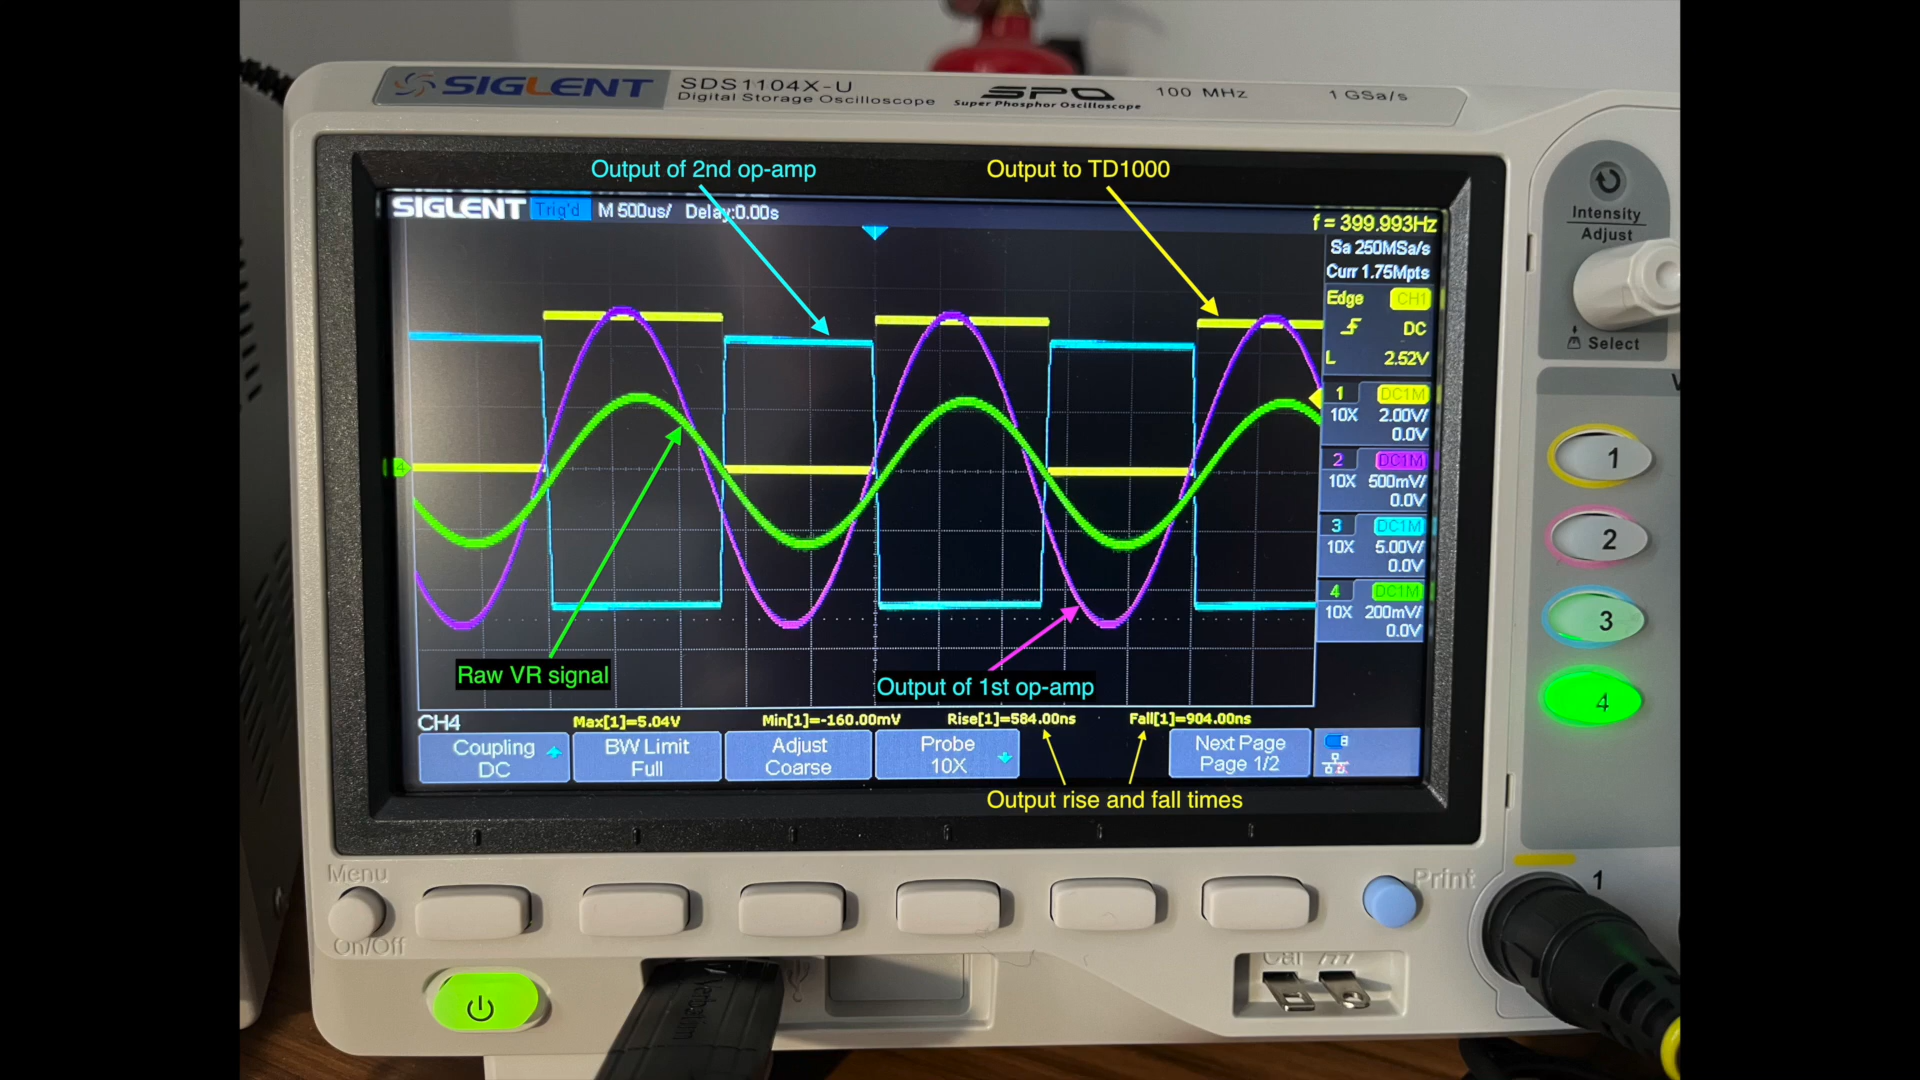 SIGLENT
SDS1104X-U
Digital Storage Oscilloscope
SPO
Super Phosphor Oscilloscope
100 MHz
1 GSa/s
Output of 2nd op-amp
Output to TD1000
SIGLENT Trig'd M 500us/ Delay:0.00s
f = 399.993Hz
Sa 250MSa/s
Curr 1.75Mpts
Edge CH1
DC
L 2.52V
1 DC1M
10X 2.00V/
0.0V
2 DC1M
10X 500mV/
0.0V
3 DC1M
10X 5.00V/
0.0V
4 DC1M
10X 200mV/
0.0V
4
Raw VR signal
Output of 1st op-amp
CH4
Max[1]=5.04V Min[1]=-160.00mV Rise[1]=584.00ns Fall[1]=904.00ns
Coupling
DC
BW Limit
Full
Adjust
Coarse
Probe
10X
Next Page
Page 1/2
Output rise and fall times
Intensity
Adjust
Select
1
2
3
4
Menu
On/Off
Print
1
Cal
Verbatim